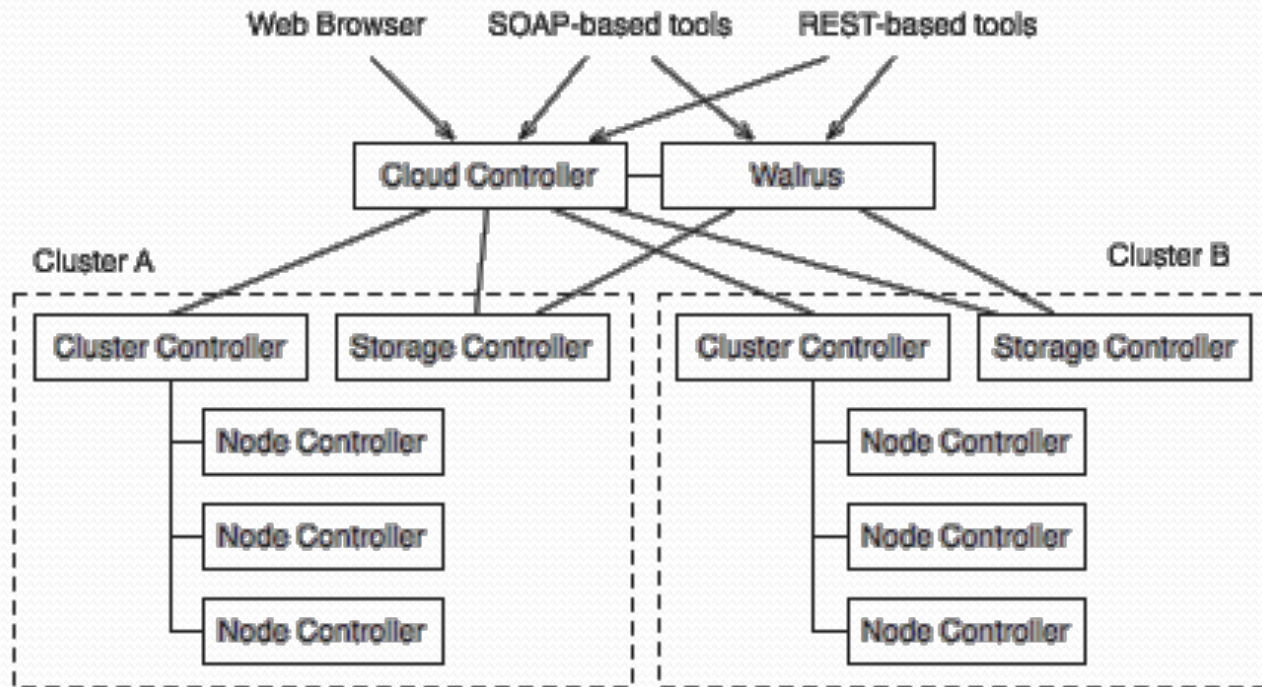 Web Browser
SOAP-based tools
REST-based tools
Cloud Controller
Walrus
Cluster A
Cluster B
Cluster Controller
Storage Controller
Cluster Controller
Storage Controller
Node Controller
Node Controller
Node Controller
Node Controller
Node Controller
Node Controller